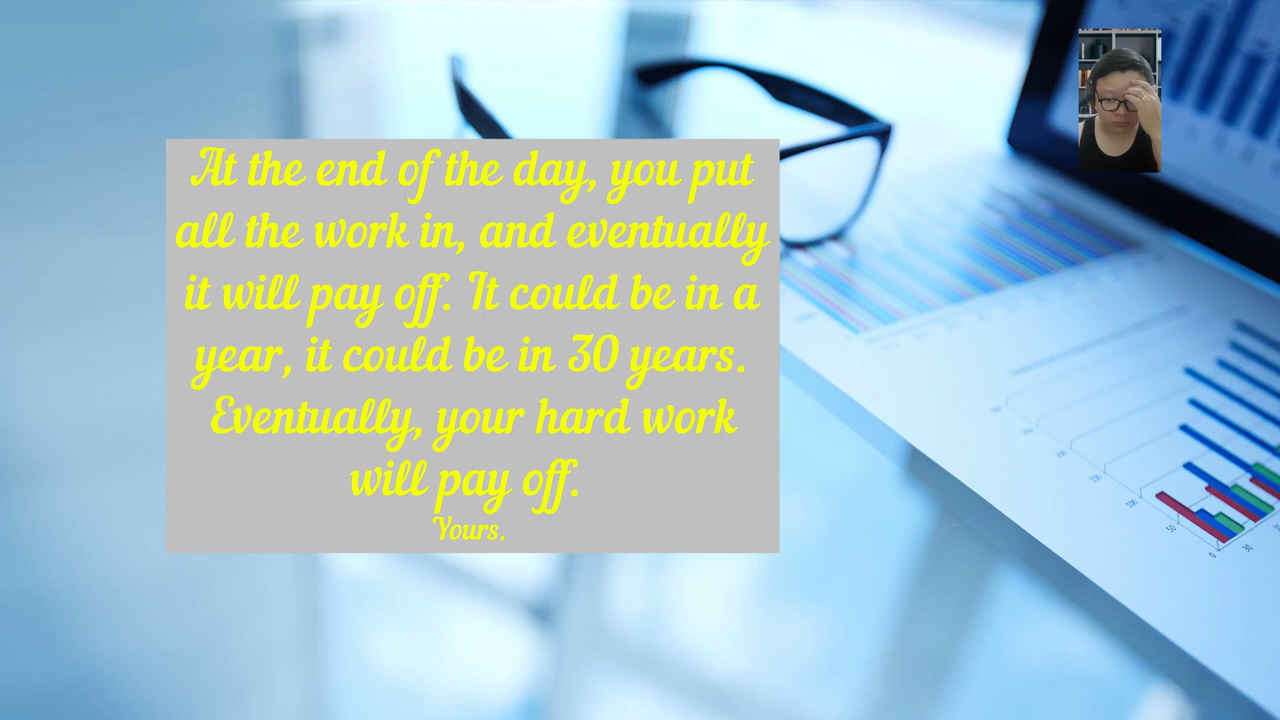 At the end of the day, you put
all the work in, and eventually
it will pay off. It could be in a
year, it could be in 30 years.
Eventually, your hard work
will pay off.
Yours.